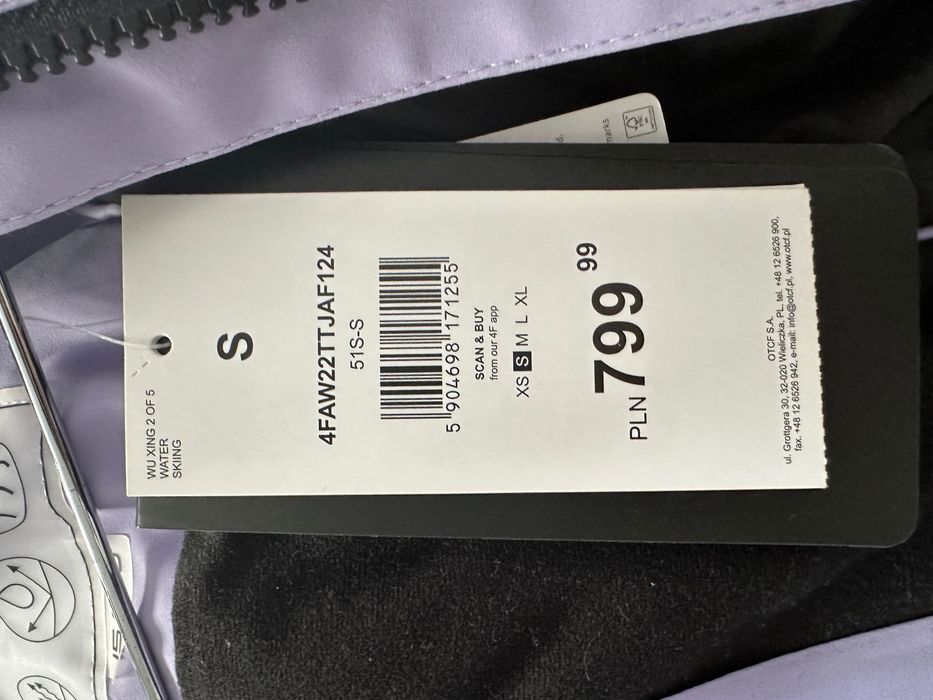 WU XING 2 OF 5
WATER
SKIING
S
4FAW22TTJAF124
51S-S
5 904698 171255
SCAN & BUY
from our 4F app
XS S M L XL
PLN 799 99
OTCF S.A.
ul. Grottgera 30, 32-020 Wieliczka, PL, tel. +48 12 6526 900,
fax. +48 12 6526 942, e-mail: info@otcf.pl, www.otcf.pl
d.
marks
FSC